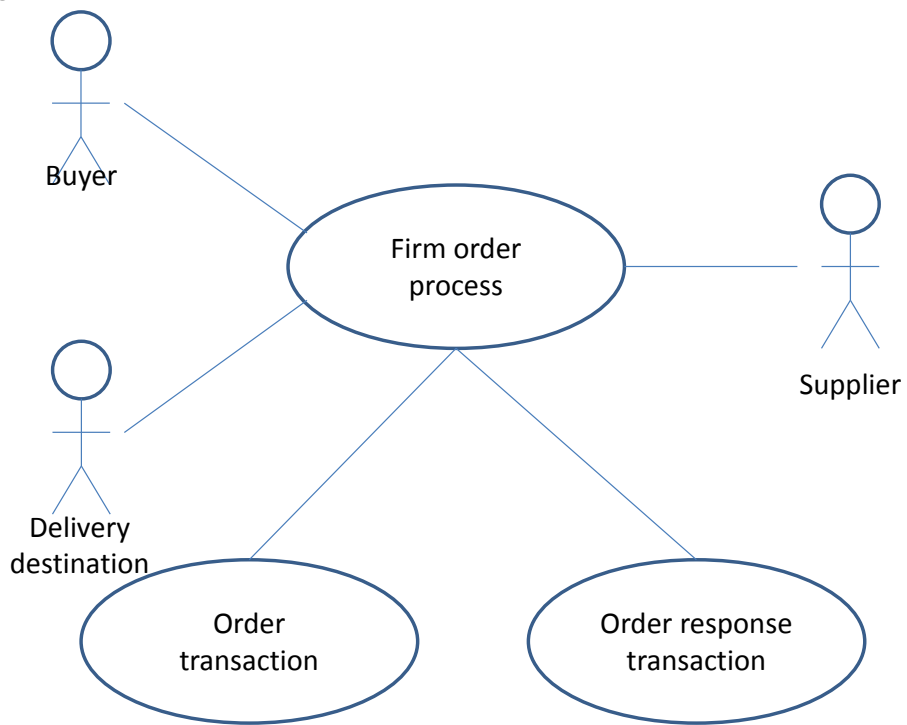 Buyer
Firm order
process
Supplier
Delivery
destination
Order
transaction
Order response
transaction